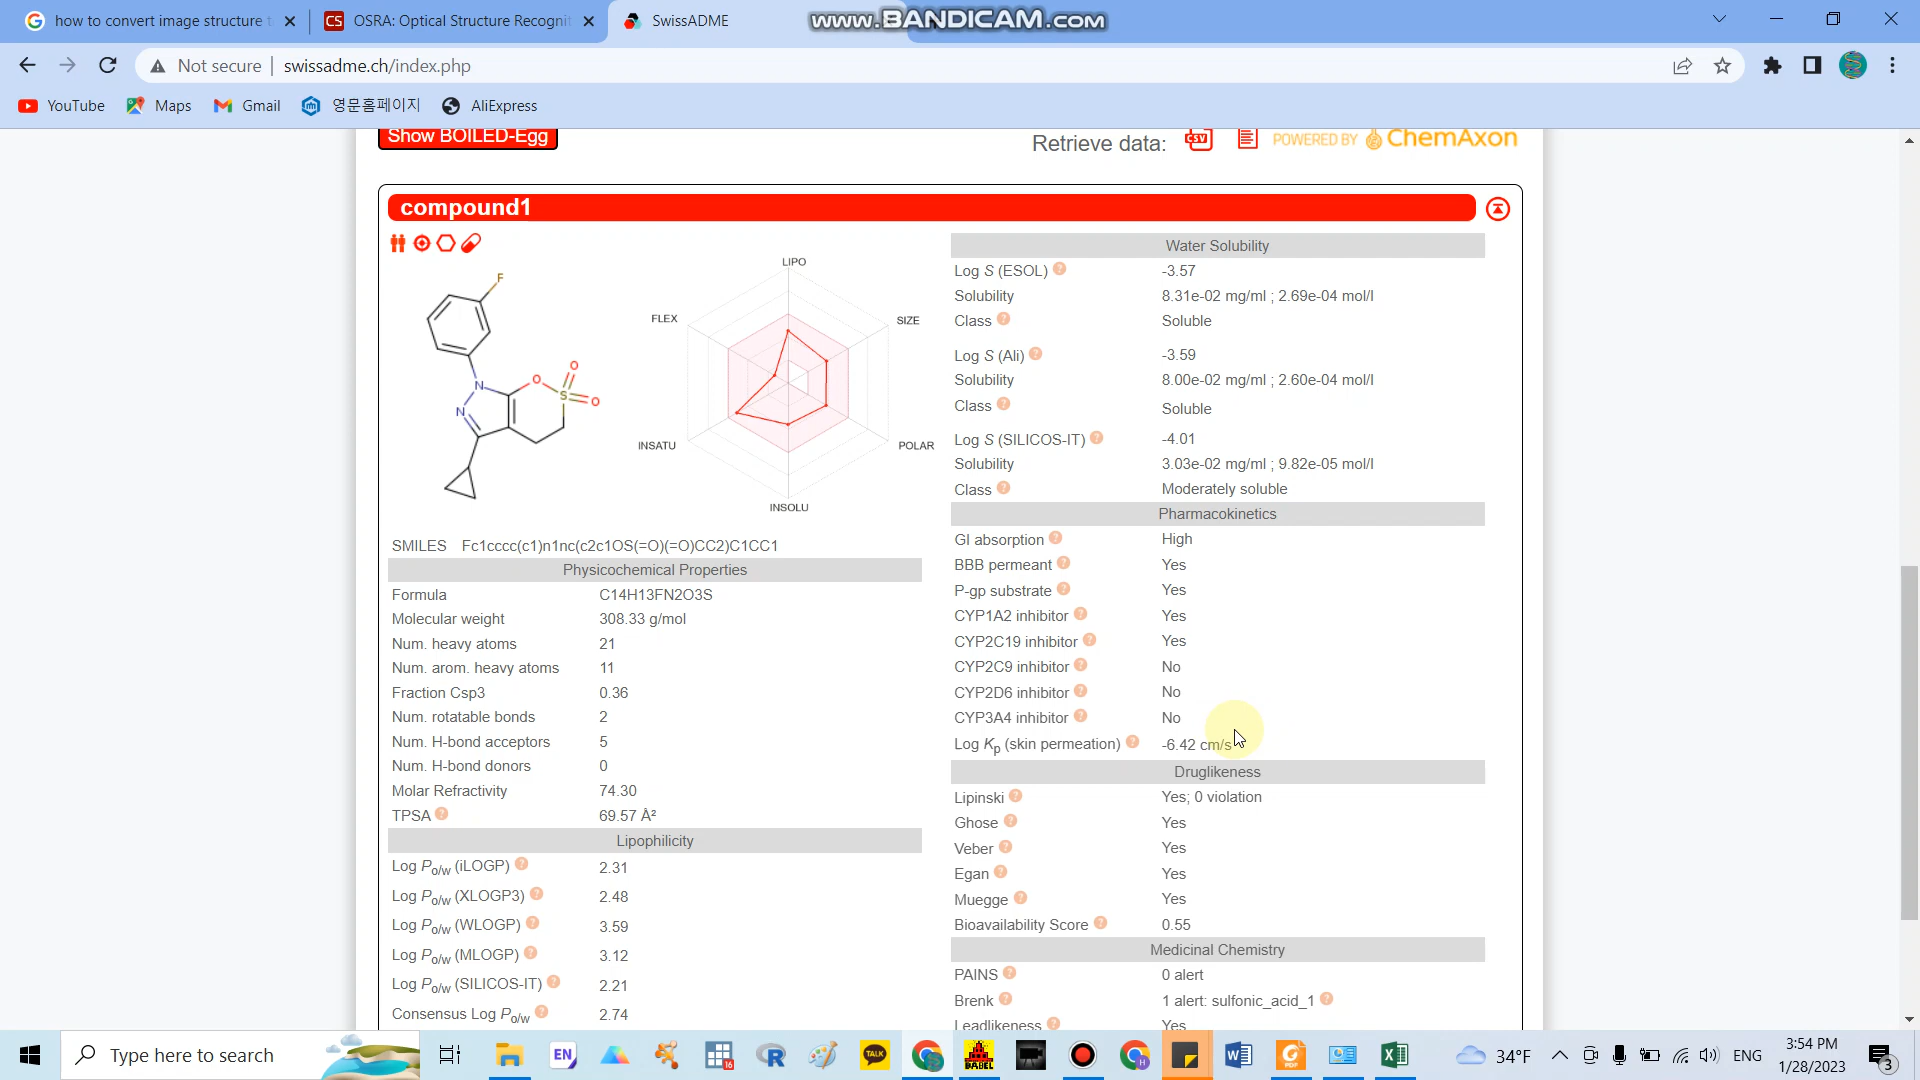 how to convert image structure t
OSRA: Optical Structure Recognit
SwissADME
www.BANDICAM.com
Not secure
swissadme.ch/index.php
YouTube
Maps
Gmail
영문홈페이지
AliExpress
Show BOILED-Egg
Retrieve data:
CSV
POWERED BY ChemAxon
compound1
F
N
N
O
S
O
O
LIPO
FLEX
SIZE
INSATU
POLAR
INSOLU
SMILES Fc1cccc(c1)n1nc(c2c1OS(=O)(=O)CC2)C1CC1
Physicochemical Properties
Formula C14H13FN2O3S
Molecular weight 308.33 g/mol
Num. heavy atoms 21
Num. arom. heavy atoms 11
Fraction Csp3 0.36
Num. rotatable bonds 2
Num. H-bond acceptors 5
Num. H-bond donors 0
Molar Refractivity 74.30
TPSA ? 69.57 Å²
Lipophilicity
Log Po/w (iLOGP) ? 2.31
Log Po/w (XLOGP3) ? 2.48
Log Po/w (WLOGP) ? 3.59
Log Po/w (MLOGP) ? 3.12
Log Po/w (SILICOS-IT) ? 2.21
Consensus Log Po/w ? 2.74
Water Solubility
Log S (ESOL) ? -3.57
Solubility 8.31e-02 mg/ml ; 2.69e-04 mol/l
Class ? Soluble
Log S (Ali) ? -3.59
Solubility 8.00e-02 mg/ml ; 2.60e-04 mol/l
Class ? Soluble
Log S (SILICOS-IT) ? -4.01
Solubility 3.03e-02 mg/ml ; 9.82e-05 mol/l
Class ? Moderately soluble
Pharmacokinetics
GI absorption ? High
BBB permeant ? Yes
P-gp substrate ? Yes
CYP1A2 inhibitor ? Yes
CYP2C19 inhibitor ? Yes
CYP2C9 inhibitor ? No
CYP2D6 inhibitor ? No
CYP3A4 inhibitor ? No
Log Kp (skin permeation) ? -6.42 cm/s
Druglikeness
Lipinski ? Yes; 0 violation
Ghose ? Yes
Veber ? Yes
Egan ? Yes
Muegge ? Yes
Bioavailability Score ? 0.55
Medicinal Chemistry
PAINS ? 0 alert
Brenk ? 1 alert: sulfonic_acid_1 ?
Leadlikeness ? Yes
Type here to search
EN
16
R
TALK
BABEL
34°F
ENG
3:54 PM
1/28/2023
3